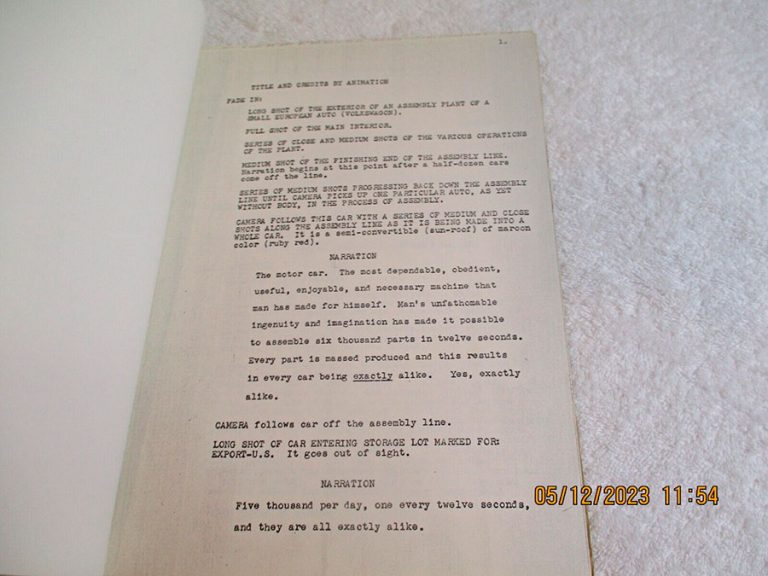 1.
TITLE AND CREDITS BY ANIMATION
FADE IN:
LONG SHOT OF THE EXTERIOR OF AN ASSEMBLY PLANT OF A
SMALL EUROPEAN AUTO (VOLKSWAGON).
FULL SHOT OF THE MAIN INTERIOR.
SERIES OF CLOSE AND MEDIUM SHOTS OF THE VARIOUS OPERATIONS
OF THE PLANT.
MEDIUM SHOT OF THE FINISHING END OF THE ASSEMBLY LINE.
Narration begins at this point after a half-dozen cars
come off the line.
SERIES OF MEDIUM SHOTS PROGRESSING BACK DOWN THE ASSEMBLY
LINE UNTIL CAMERA PICKS UP ONE PARTICULAR AUTO, AS YET
WITHOUT BODY, IN THE PROCESS OF ASSEMBLY.
CAMERA FOLLOWS THIS CAR WITH A SERIES OF MEDIUM AND CLOSE
SHOTS ALONG THE ASSEMBLY LINE AS IT IS BEING MADE INTO A
WHOLE CAR. It is a semi-convertible (sun-roof) of maroon
color (ruby red).
NARRATION
The motor car. The most dependable, obedient,
useful, enjoyable, and necessary machine that
man has made for himself. Man's unfathomable
ingenuity and imagination has made it possible
to assemble six thousand parts in twelve seconds.
Every part is massed produced and this results
in every car being exactly alike. Yes, exactly
alike.
CAMERA follows car off the assembly line.
LONG SHOT OF CAR ENTERING STORAGE LOT MARKED FOR:
EXPORT-U.S. It goes out of sight.
NARRATION
Five thousand per day, one every twelve seconds,
and they are all exactly alike.
05/12/2023 11:54